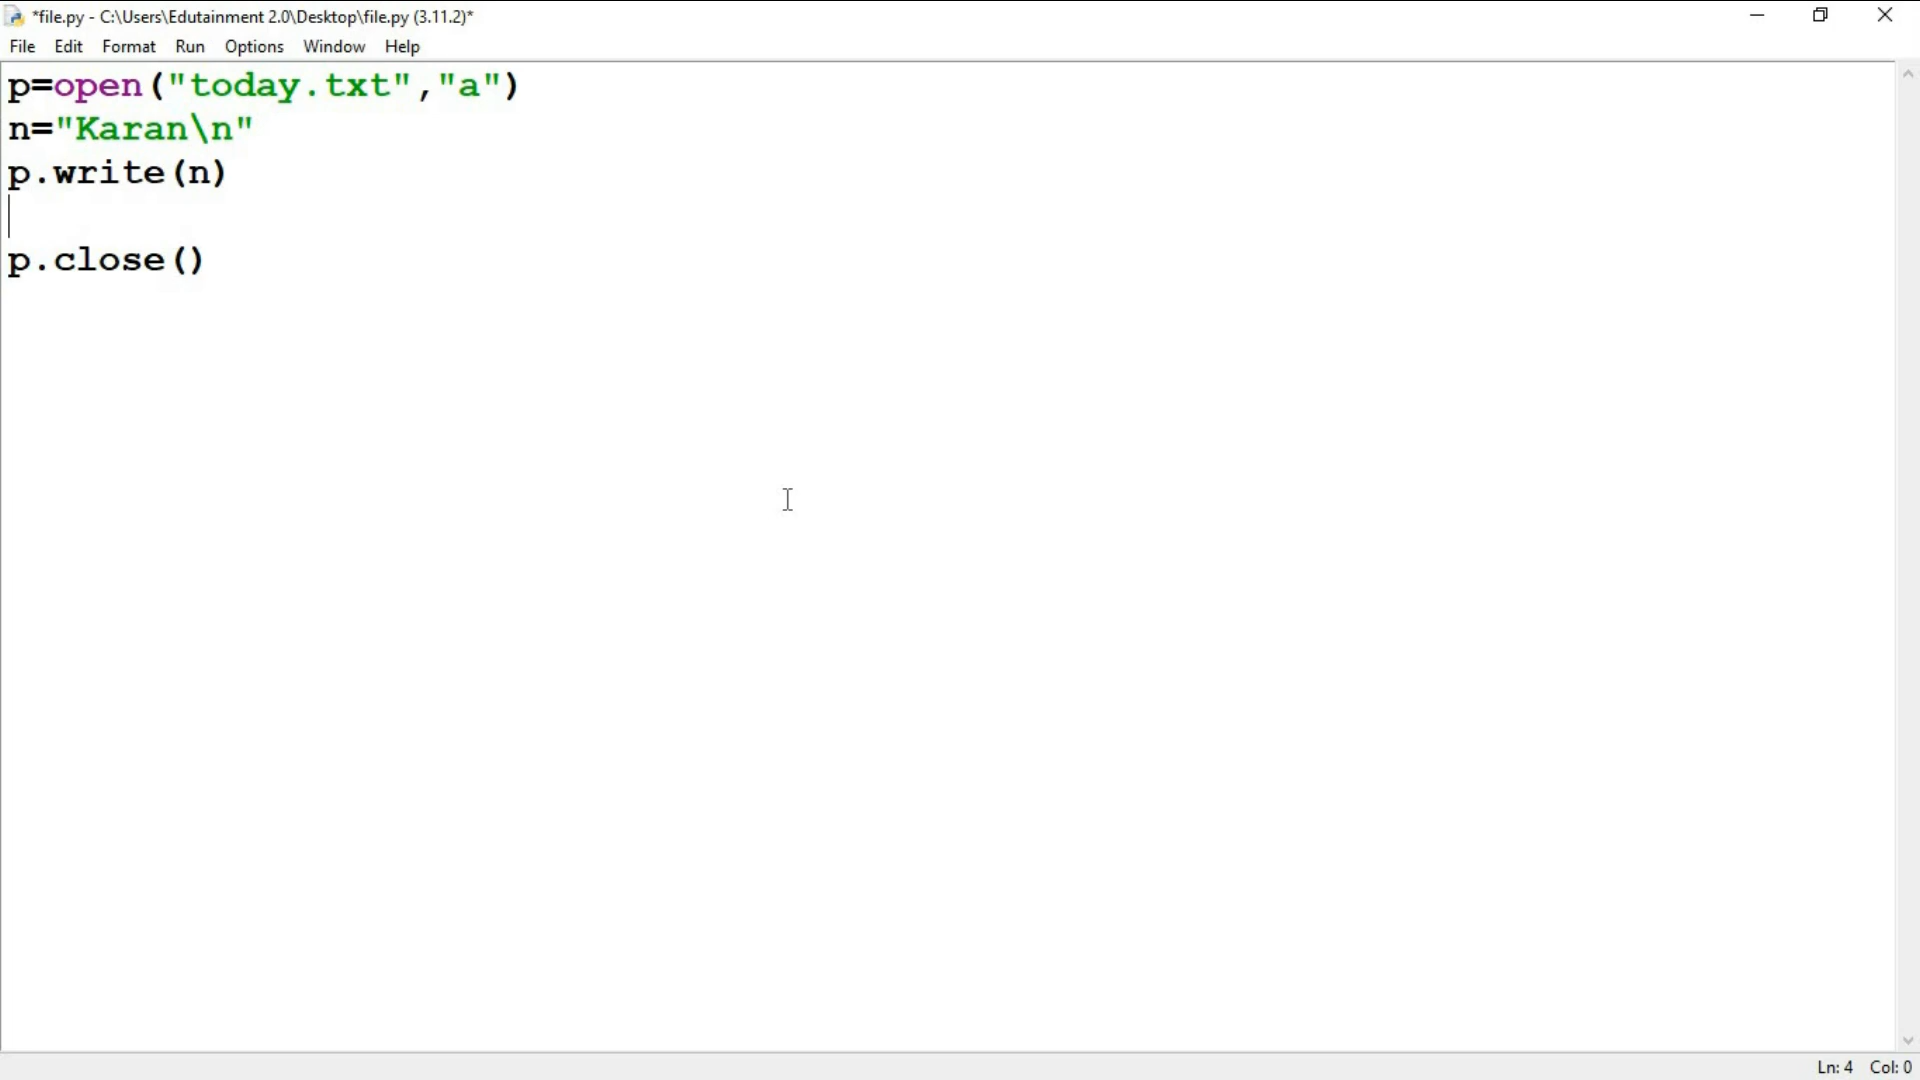 *file.py - C:\Users\Edutainment 2.0\Desktop\file.py (3.11.2)*
File Edit Format Run Options Window Help
p=open("today.txt","a")
n="Karan\n"
p.write(n)
p.close()
Ln: 4 Col: 0